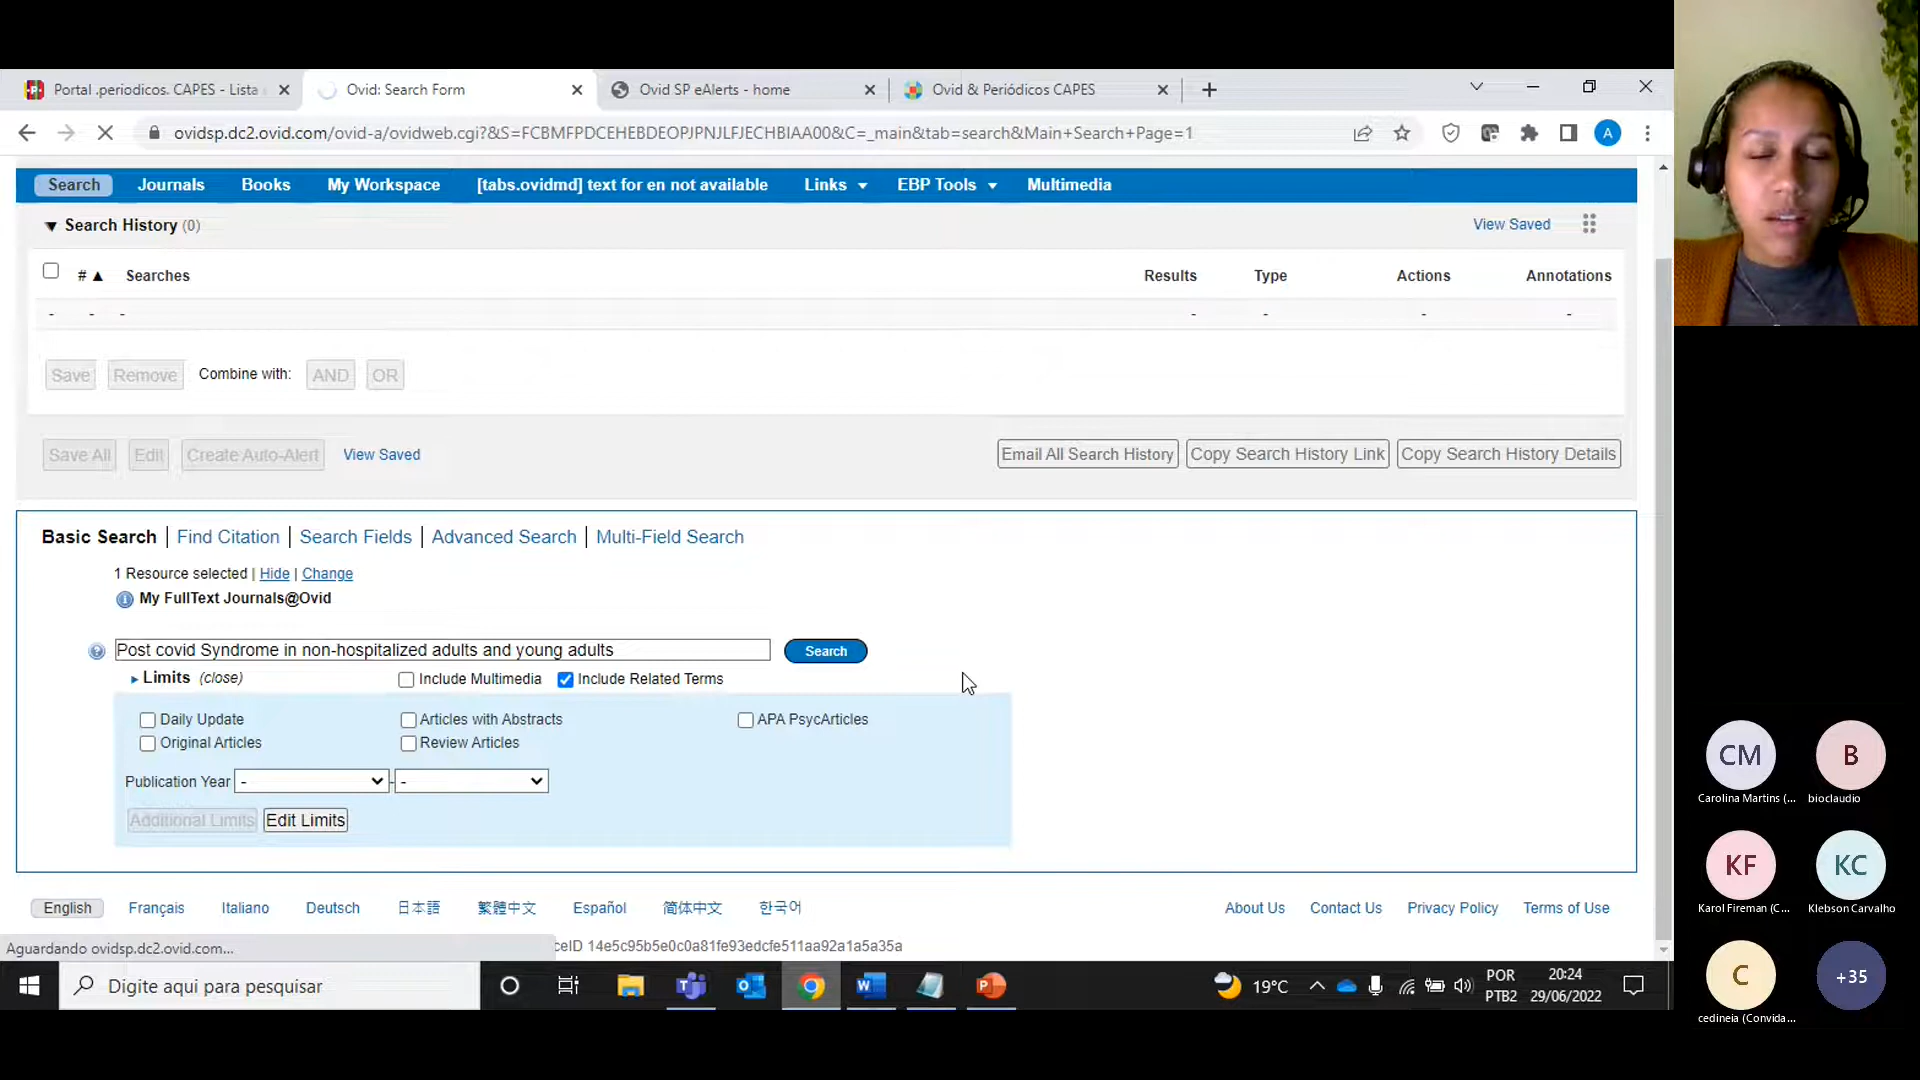 Portal .periodicos. CAPES - Lista
Ovid: Search Form
Ovid SP eAlerts - home
Ovid & Periódicos CAPES
ovidsp.dc2.ovid.com/ovid-a/ovidweb.cgi?&S=FCBMFPDCEHEBDEOPJPNJLFJECHBIAA00&C=_main&tab=search&Main+Search+Page=1
A
Search Journals Books My Workspace [tabs.ovidmd] text for en not available Links EBP Tools Multimedia
Search History (0) View Saved
# ▲ Searches Results Type Actions Annotations
- - - - - - -
Save Remove Combine with: AND OR
Save All Edit Create Auto-Alert View Saved Email All Search History Copy Search History Link Copy Search History Details
Basic Search | Find Citation | Search Fields | Advanced Search | Multi-Field Search
1 Resource selected | Hide | Change
My FullText Journals@Ovid
Post covid Syndrome in non-hospitalized adults and young adults Search
Limits (close) Include Multimedia Include Related Terms
Daily Update Articles with Abstracts APA PsycArticles
Original Articles Review Articles
Publication Year - - -
Additional Limits Edit Limits
English Français Italiano Deutsch 日本語 繁體中文 Español 简体中文 한국어 About Us Contact Us Privacy Policy Terms of Use
Aguardando ovidsp.dc2.ovid.com... ceID 14e5c95b5e0c0a81fe93edcfe511aa92a1a5a35a
Digite aqui para pesquisar
19°C
POR
PTB2
20:24
29/06/2022
CM
Carolina Martins (...
B
bioclaudio
KF
Karol Fireman (C...
KC
Klebson Carvalho
C
cedineia (Convida...
+35